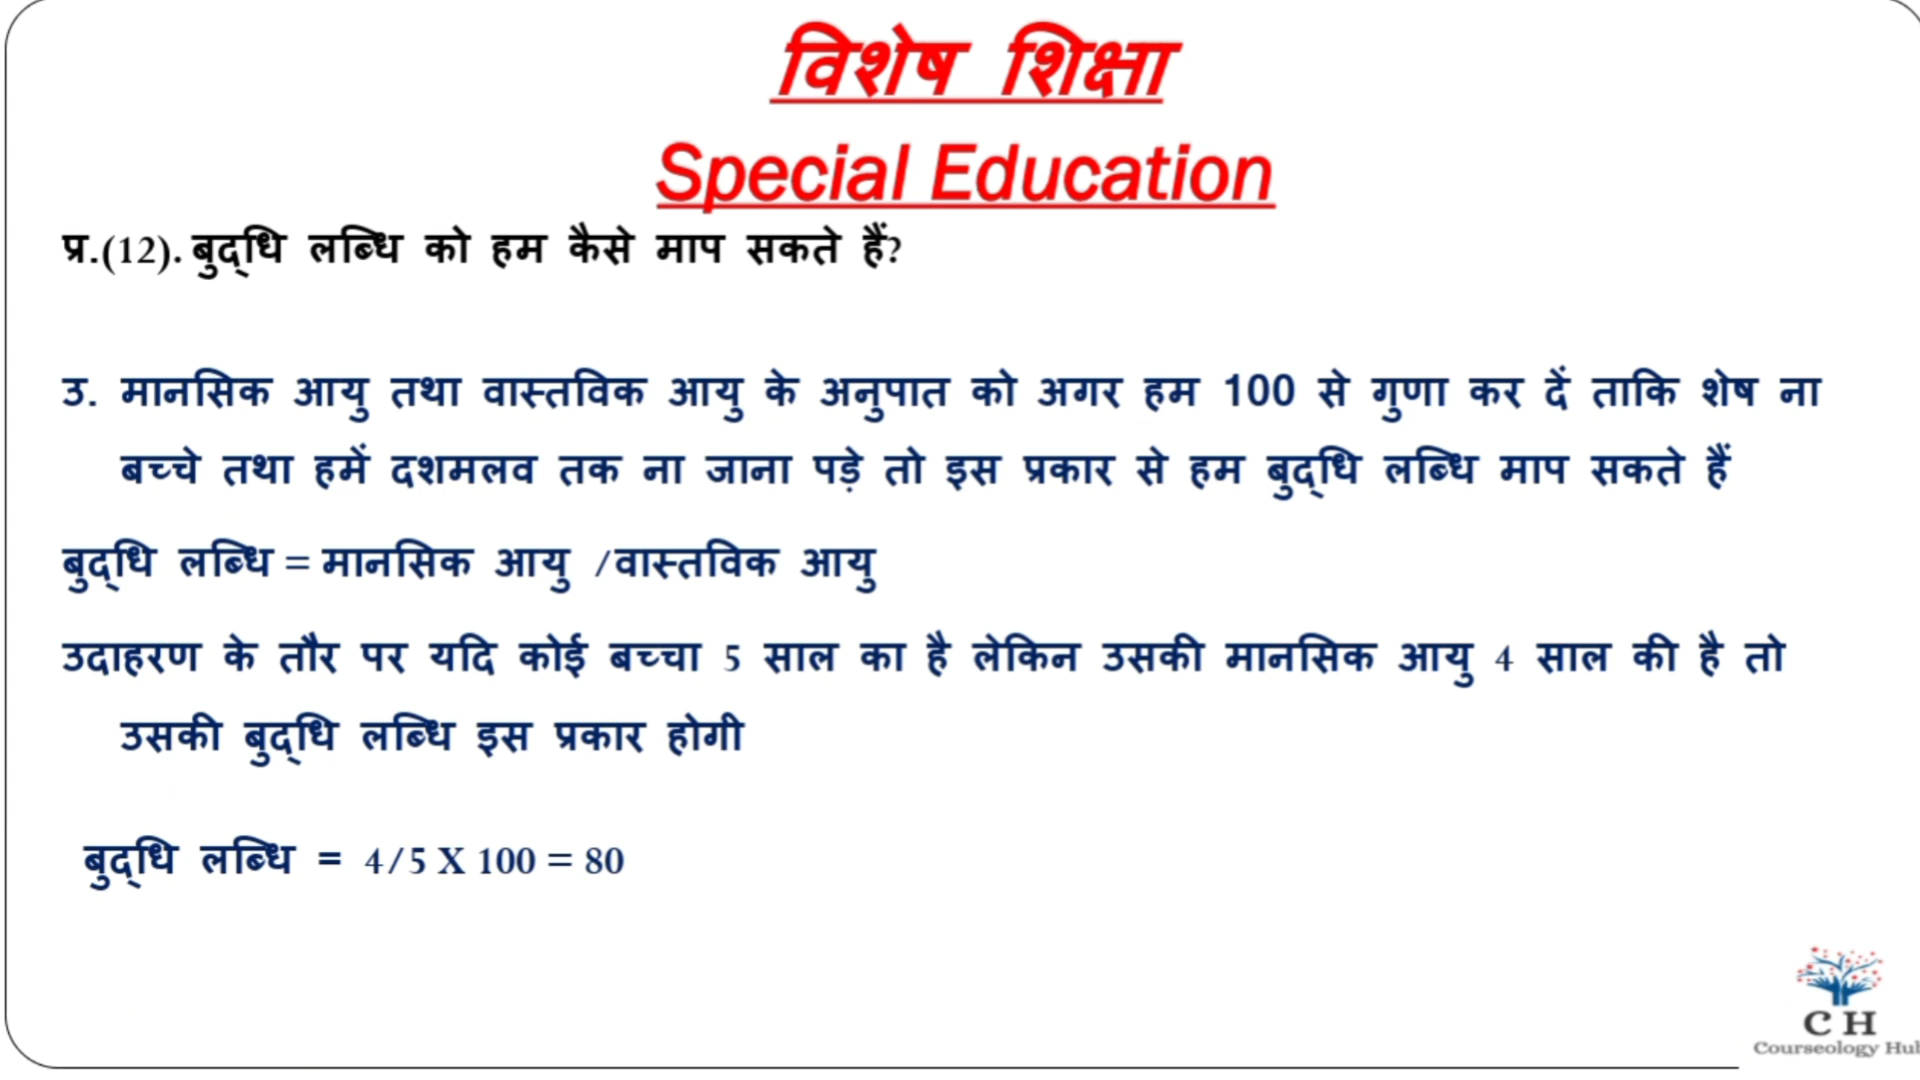 विशेष शिक्षा
Special Education
प्र.(12). बुद्धि लब्धि को हम कैसे माप सकते हैं?
उ. मानसिक आयु तथा वास्तविक आयु के अनुपात को अगर हम 100 से गुणा कर दें ताकि शेष ना
बच्चे तथा हमें दशमलव तक ना जाना पड़े तो इस प्रकार से हम बुद्धि लब्धि माप सकते हैं
बुद्धि लब्धि = मानसिक आयु /वास्तविक आयु
उदाहरण के तौर पर यदि कोई बच्चा 5 साल का है लेकिन उसकी मानसिक आयु 4 साल की है तो
उसकी बुद्धि लब्धि इस प्रकार होगी
बुद्धि लब्धि = 4/5 X 100 = 80
C H
Courseology Hub